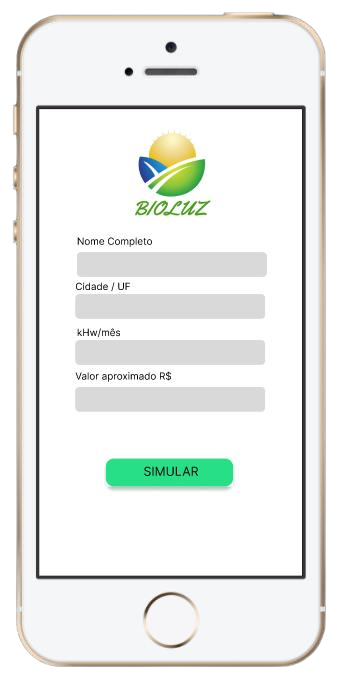 BIOLUZ
Nome Completo
Cidade / UF
kHw/mês
Valor aproximado R$
SIMULAR